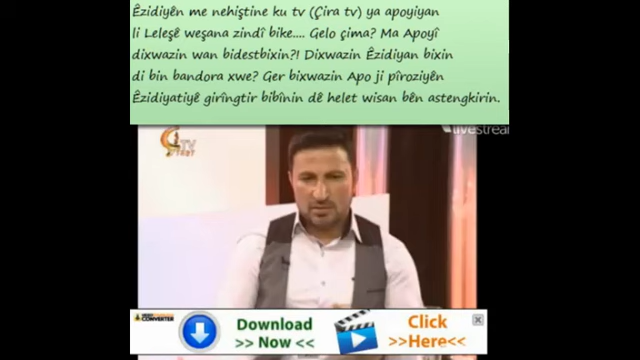 Êzidiyên me nehiştine ku tv (Çira tv) ya apoyiyan
li Leleşê weşana zindî bike.... Gelo çima? Ma Apoyî
dixwazin wan bidestbixin?! Dixwazin Êzidiyan bixin
di bin bandora xwe? Ger bixwazin Apo ji pîroziyên
Êzidiyatiyê girîngtir bibînin dê helet wisan bên astengkirin.
livestream
TV
CONVERTER
Download
>> Now <<
Click
>>Here<<